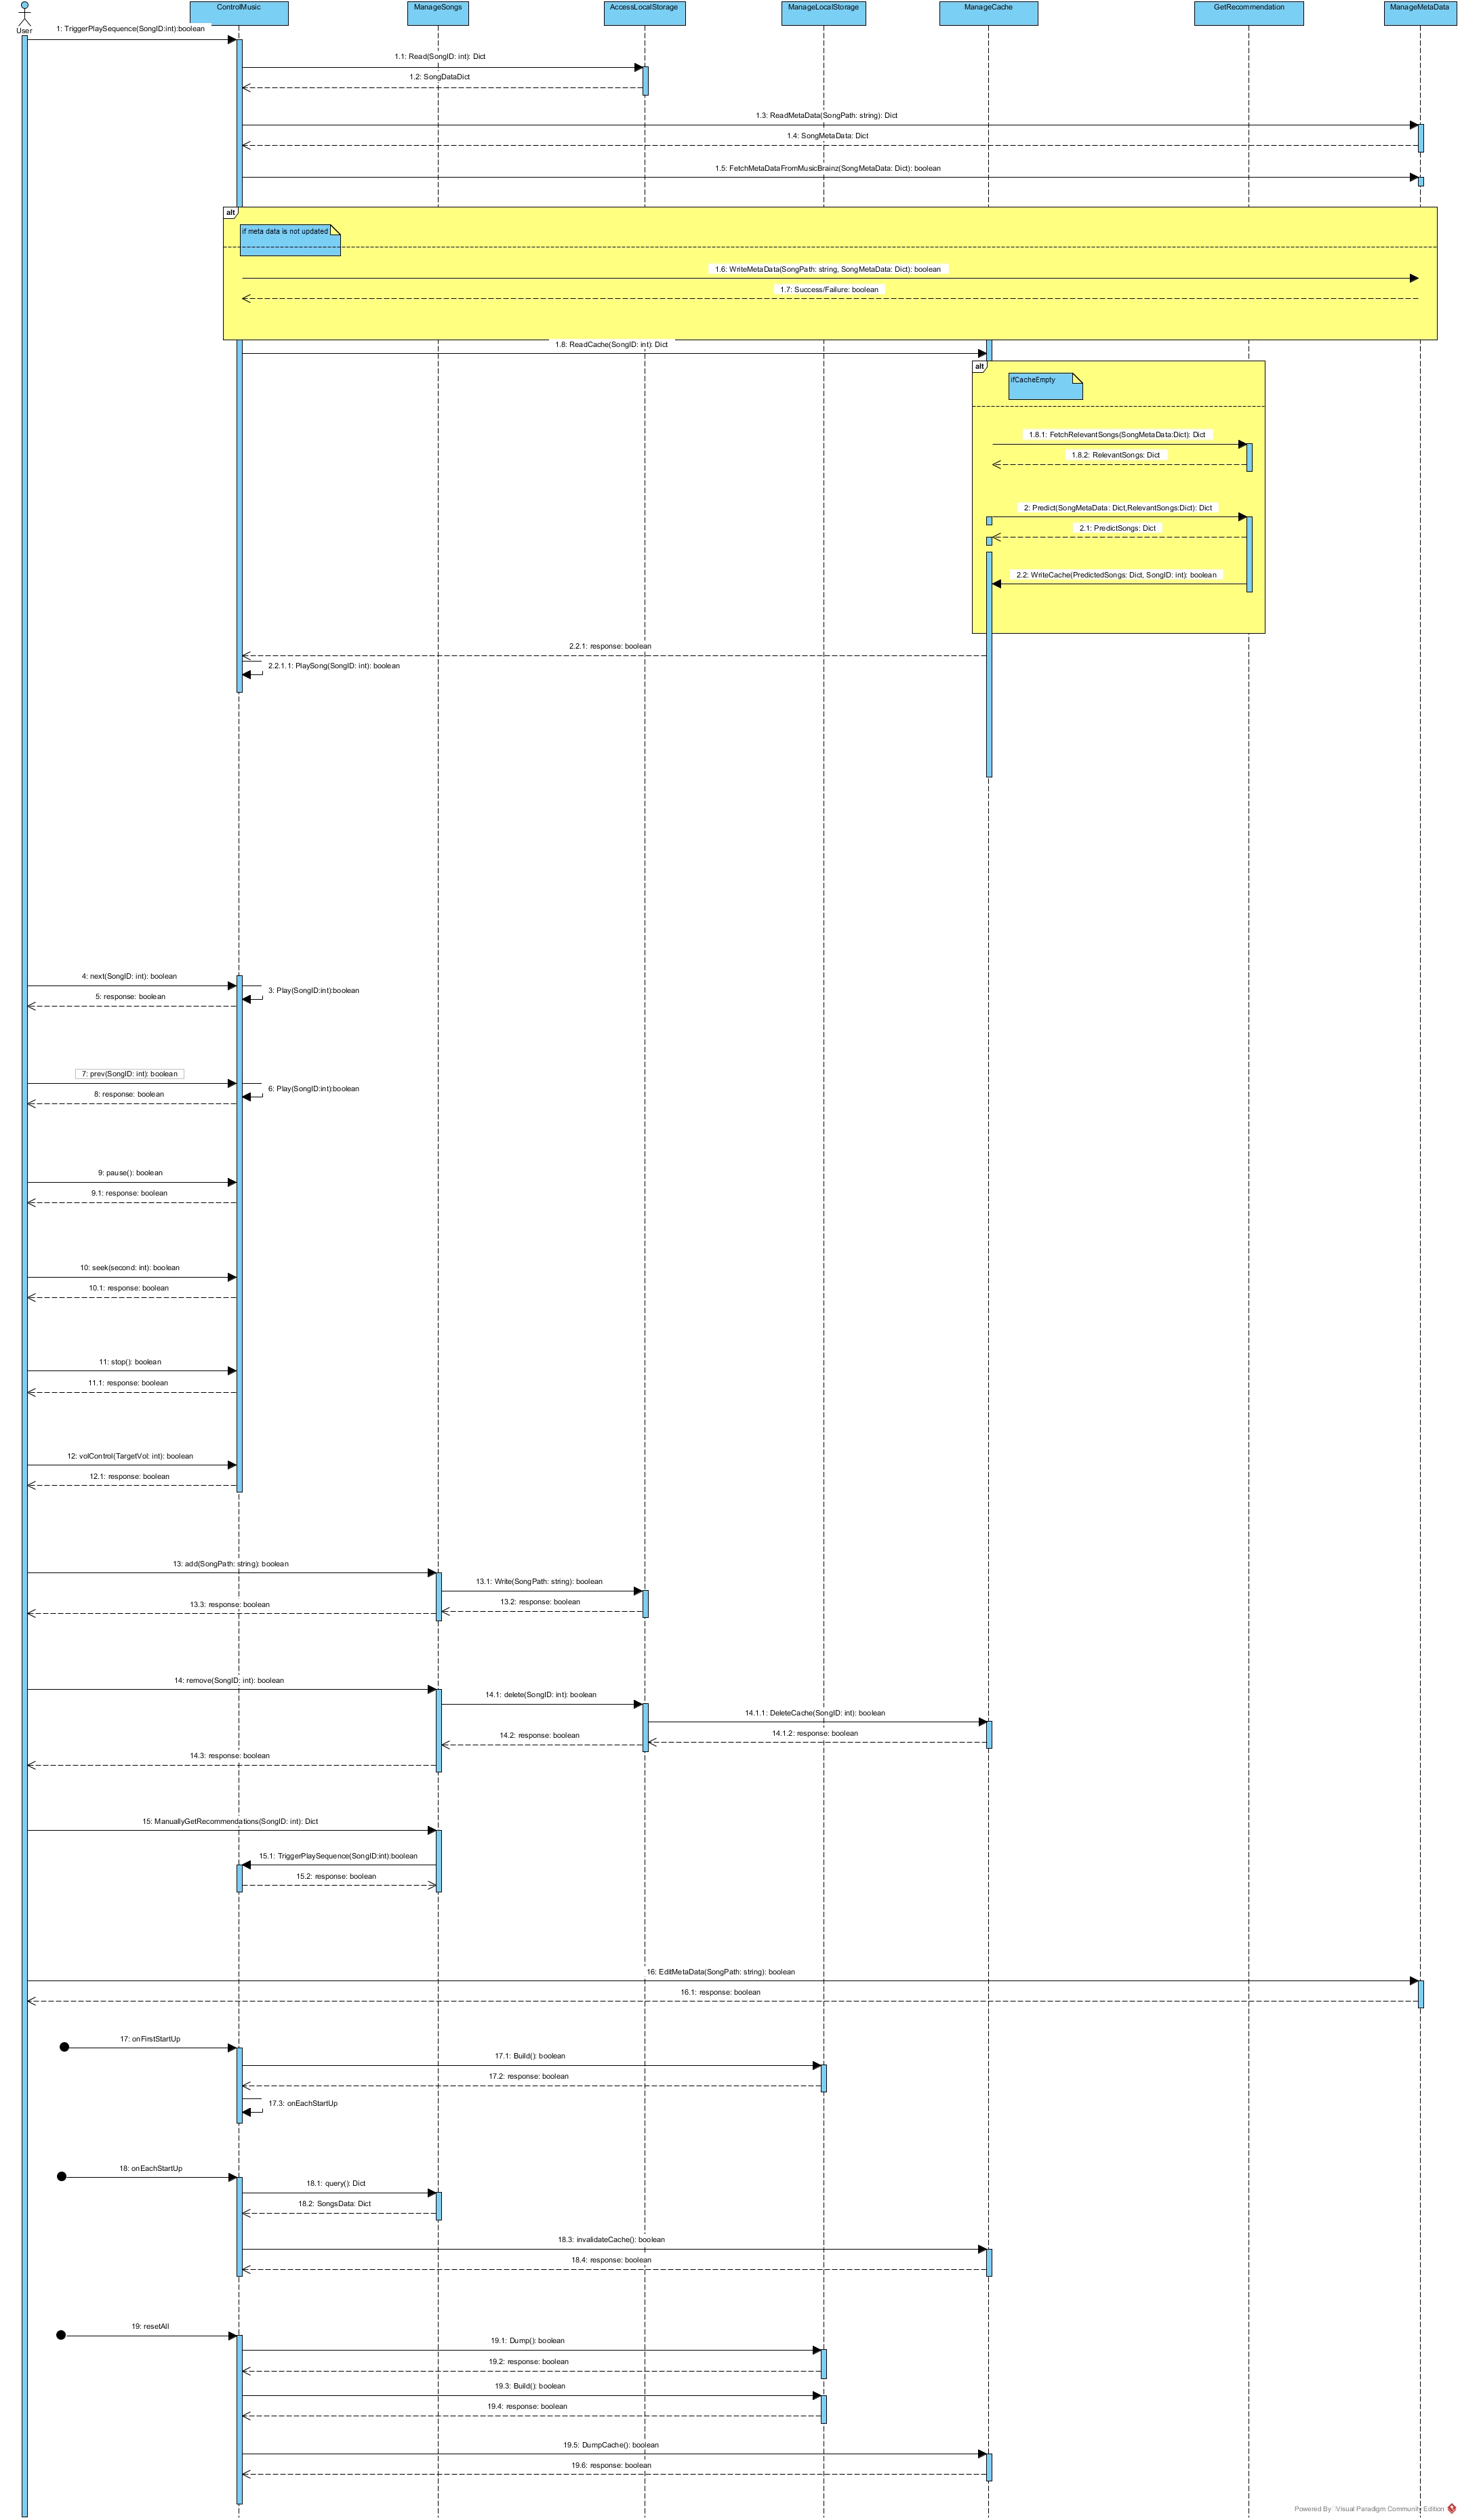 User
ControlMusic
ManageSongs
AccessLocalStorage
ManageLocalStorage
ManageCache
GetRecommendation
ManageMetaData
1: TriggerPlaySequence(SongID:int):boolean
1.1: Read(SongID: int): Dict
1.2: SongDataDict
1.3: ReadMetaData(SongPath: string): Dict
1.4: SongMetaData: Dict
1.5: FetchMetaDataFromMusicBrainz(SongMetaData: Dict): boolean
alt
if meta data is not updated
1.6: WriteMetaData(SongPath: string, SongMetaData: Dict): boolean
1.7: Success/Failure: boolean
1.8: ReadCache(SongID: int): Dict
alt
ifCacheEmpty
1.8.1: FetchRelevantSongs(SongMetaData:Dict): Dict
1.8.2: RelevantSongs: Dict
2: Predict(SongMetaData: Dict,RelevantSongs:Dict): Dict
2.1: PredictSongs: Dict
2.2: WriteCache(PredictedSongs: Dict, SongID: int): boolean
2.2.1: response: boolean
2.2.1.1: PlaySong(SongID: int): boolean
4: next(SongID: int): boolean
3: Play(SongID:int):boolean
5: response: boolean
7: prev(SongID: int): boolean
6: Play(SongID:int):boolean
8: response: boolean
9: pause(): boolean
9.1: response: boolean
10: seek(second: int): boolean
10.1: response: boolean
11: stop(): boolean
11.1: response: boolean
12: volControl(TargetVol: int): boolean
12.1: response: boolean
13: add(SongPath: string): boolean
13.1: Write(SongPath: string): boolean
13.2: response: boolean
13.3: response: boolean
14: remove(SongID: int): boolean
14.1: delete(SongID: int): boolean
14.1.1: DeleteCache(SongID: int): boolean
14.1.2: response: boolean
14.2: response: boolean
14.3: response: boolean
15: ManuallyGetRecommendations(SongID: int): Dict
15.1: TriggerPlaySequence(SongID:int):boolean
15.2: response: boolean
16: EditMetaData(SongPath: string): boolean
16.1: response: boolean
17: onFirstStartUp
17.1: Build(): boolean
17.2: response: boolean
17.3: onEachStartUp
18: onEachStartUp
18.1: query(): Dict
18.2: SongsData: Dict
18.3: invalidateCache(): boolean
18.4: response: boolean
19: resetAll
19.1: Dump(): boolean
19.2: response: boolean
19.3: Build(): boolean
19.4: response: boolean
19.5: DumpCache(): boolean
19.6: response: boolean
Powered By Visual Paradigm Community Edition